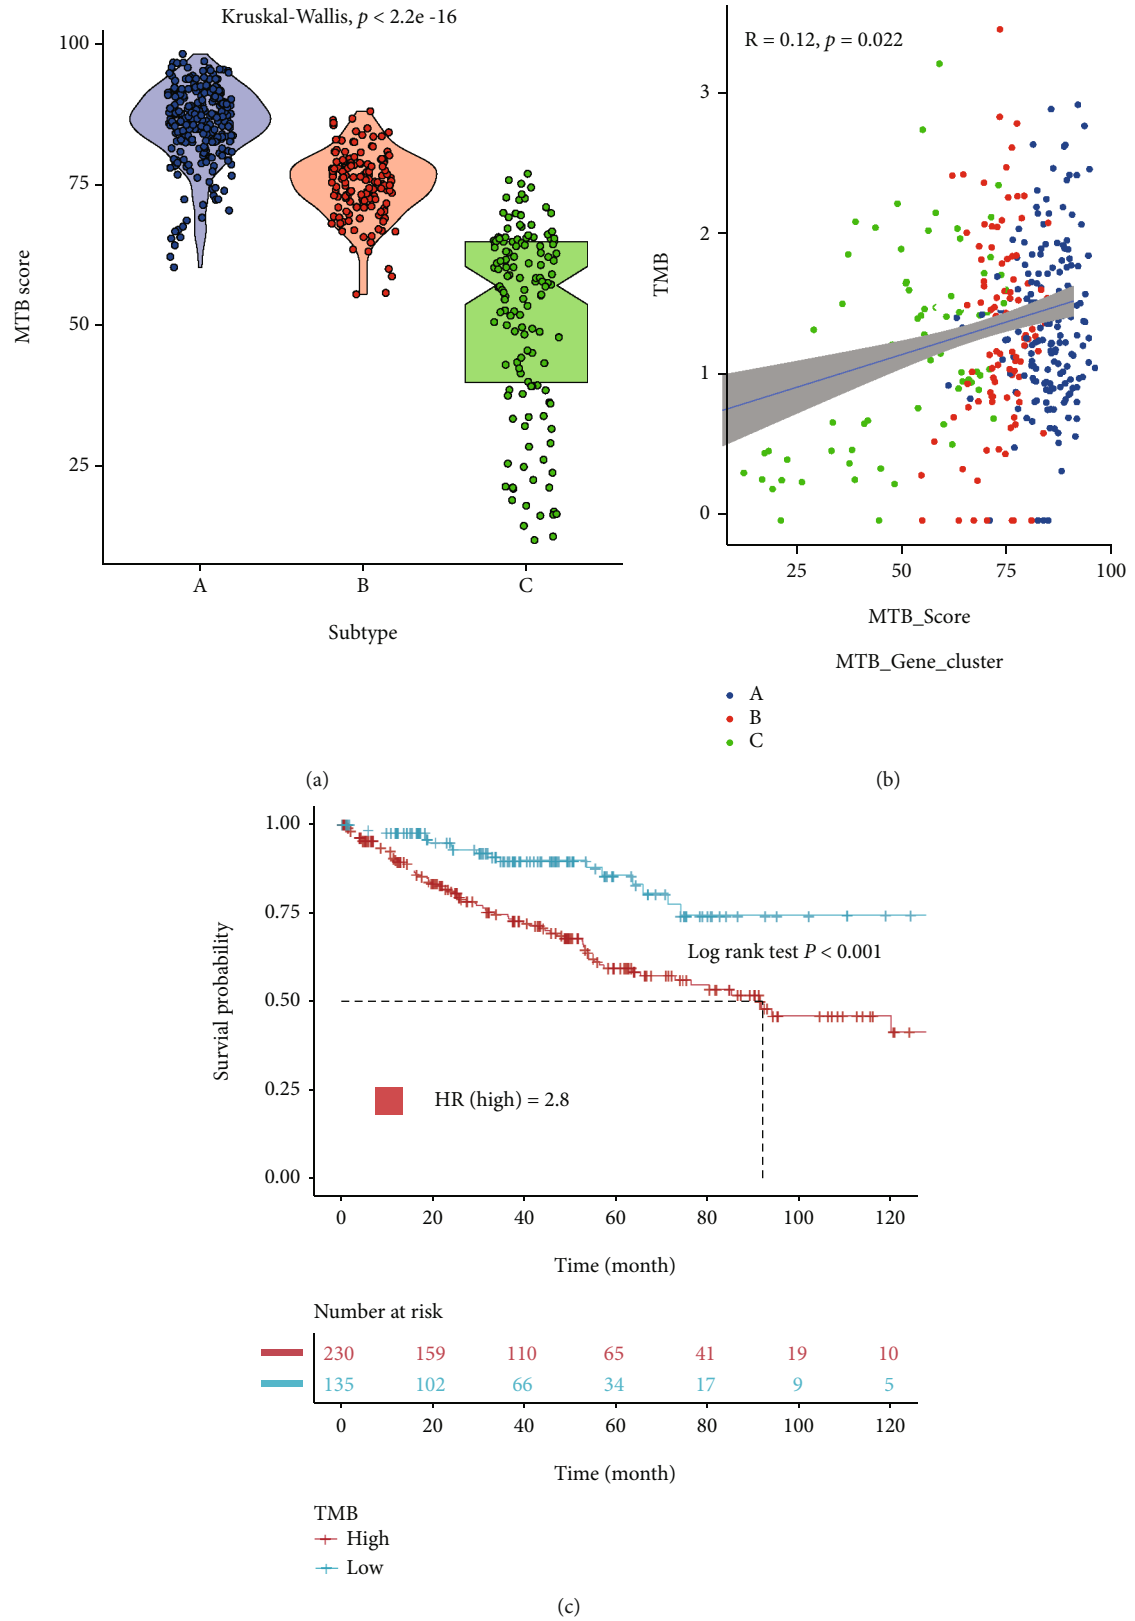 Kruskal-Wallis, p < 2.2e -16
MTB score
100
75
50
25
A B C
Subtype
(a)
R = 0.12, p = 0.022
TMB
3
2
1
0
25 50 75 100
MTB_Score
MTB_Gene_cluster
A
B
C
(b)
Survial probability
1.00
0.75
0.50
0.25
0.00
Log rank test P < 0.001
HR (high) = 2.8
0 20 40 60 80 100 120
Time (month)
Number at risk
230 159 110 65 41 19 10
135 102 66 34 17 9 5
0 20 40 60 80 100 120
Time (month)
TMB
High
Low
(c)